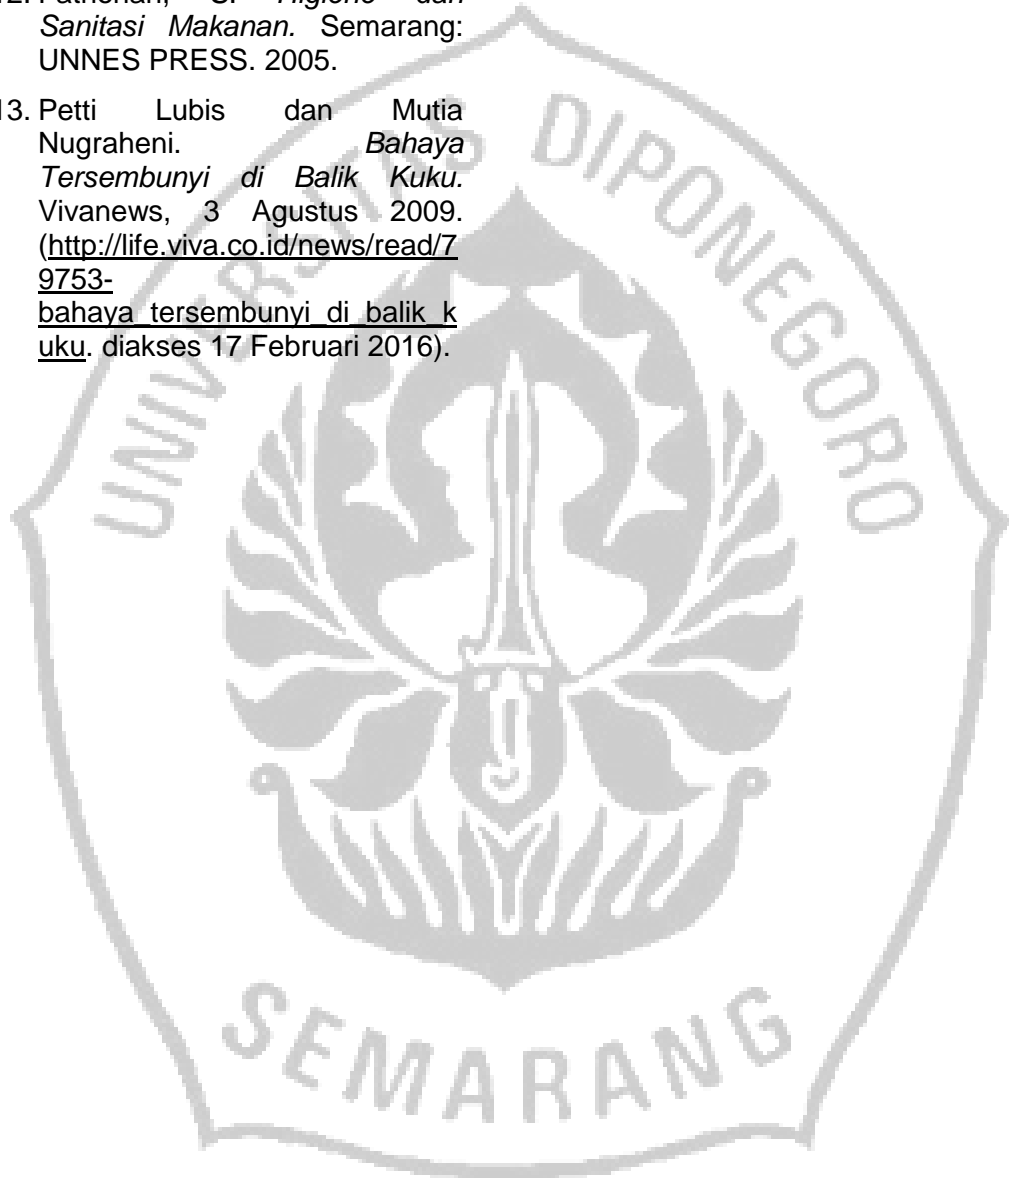 12. Fathonah, S. Higiene dan
Sanitasi Makanan. Semarang:
UNNES PRESS. 2005.
13. Petti Lubis dan Mutia
Nugraheni. Bahaya
Tersembunyi di Balik Kuku.
Vivanews, 3 Agustus 2009.
(http://life.viva.co.id/news/read/7
9753-
bahaya_tersembunyi_di_balik_k
uku. diakses 17 Februari 2016).
UNIVERSITAS DIPONEGORO
SEMARANG